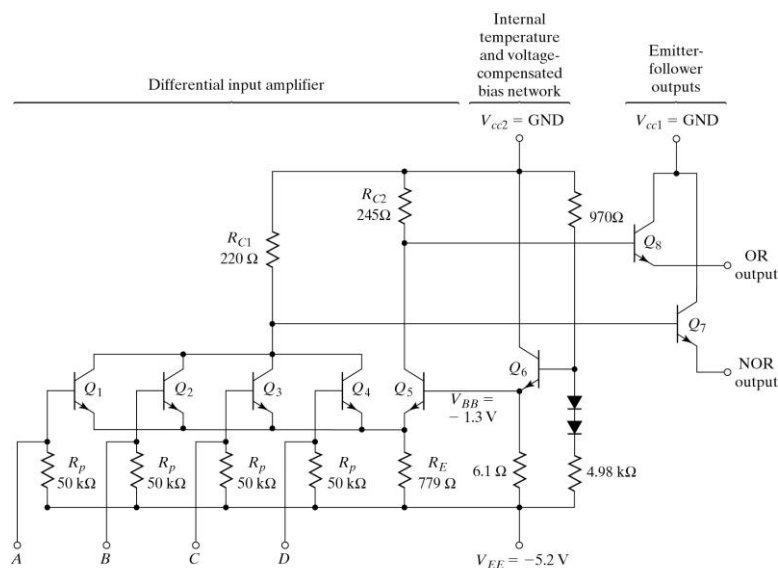 Internal
temperature
and voltage-
compensated
bias network
Emitter-
follower
outputs
Differential input amplifier
V_cc2 = GND
V_cc1 = GND
R_C2
245Ω
970Ω
R_C1
220 Ω
Q_8
OR
output
Q_7
NOR
output
Q_1
Q_2
Q_3
Q_4
Q_5
Q_6
V_BB =
− 1.3 V
R_p
50 kΩ
R_p
50 kΩ
R_p
50 kΩ
R_p
50 kΩ
R_E
779 Ω
6.1 Ω
4.98 kΩ
A
B
C
D
V_EE = −5.2 V